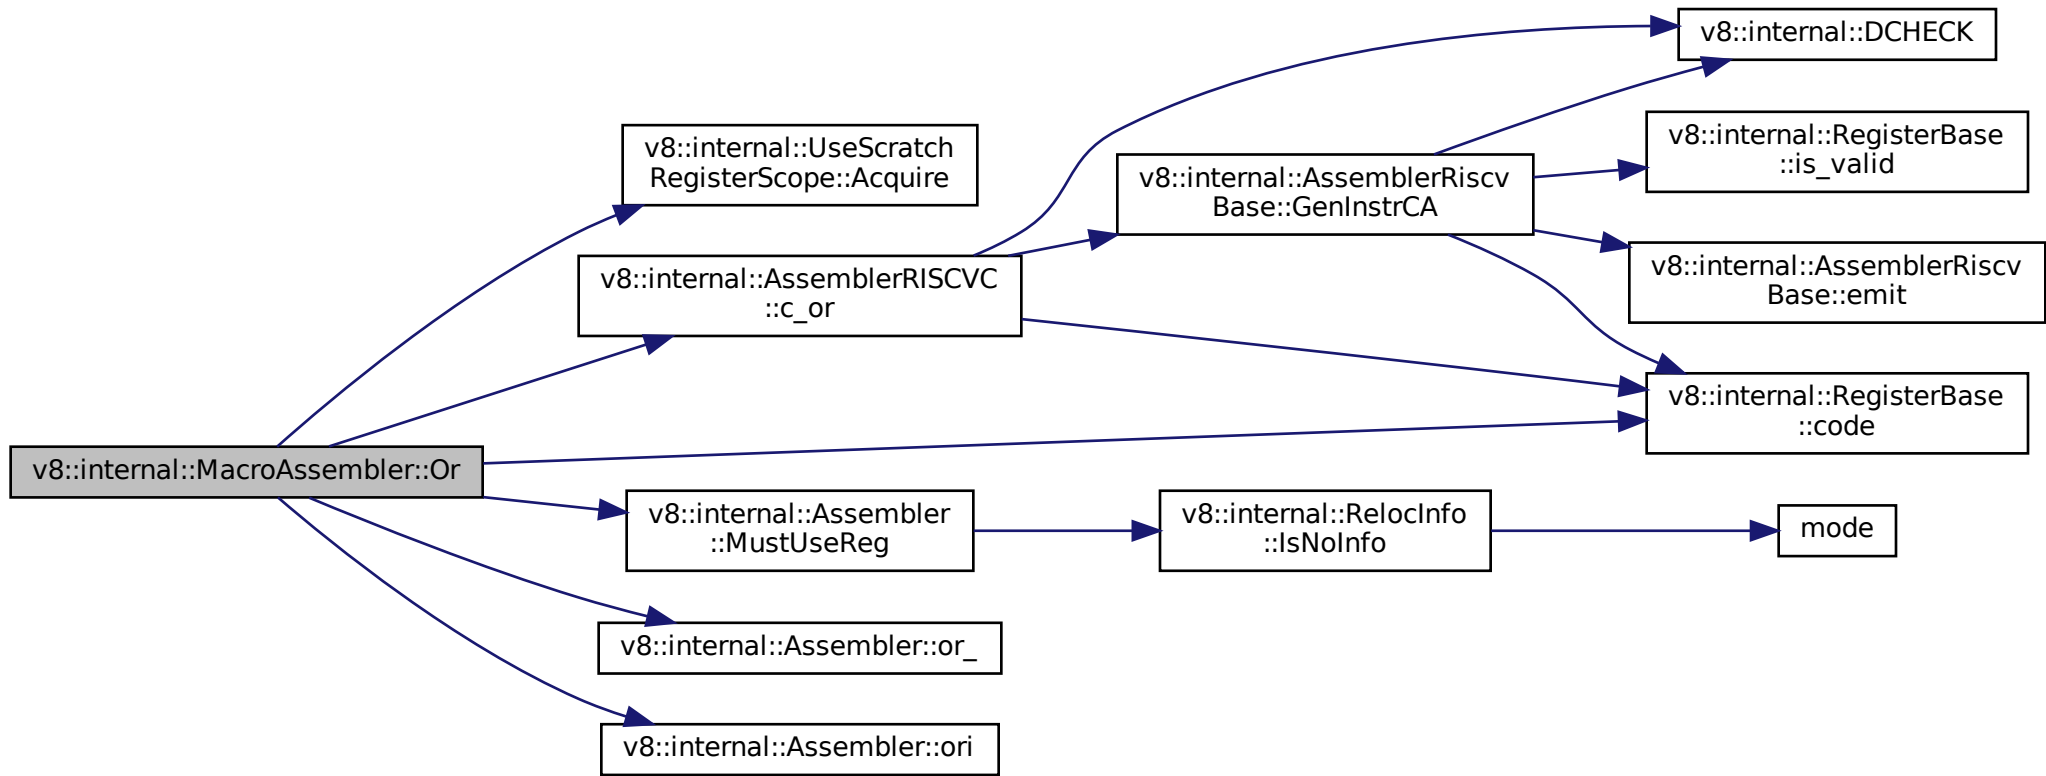 v8::internal::DCHECK
v8::internal::RegisterBase
::is_valid
v8::internal::UseScratch
RegisterScope::Acquire
v8::internal::AssemblerRiscv
Base::GenInstrCA
v8::internal::AssemblerRiscv
Base::emit
v8::internal::AssemblerRISCVC
::c_or
v8::internal::RegisterBase
::code
v8::internal::MacroAssembler::Or
v8::internal::Assembler
::MustUseReg
v8::internal::RelocInfo
::IsNoInfo
mode
v8::internal::Assembler::or_
v8::internal::Assembler::ori